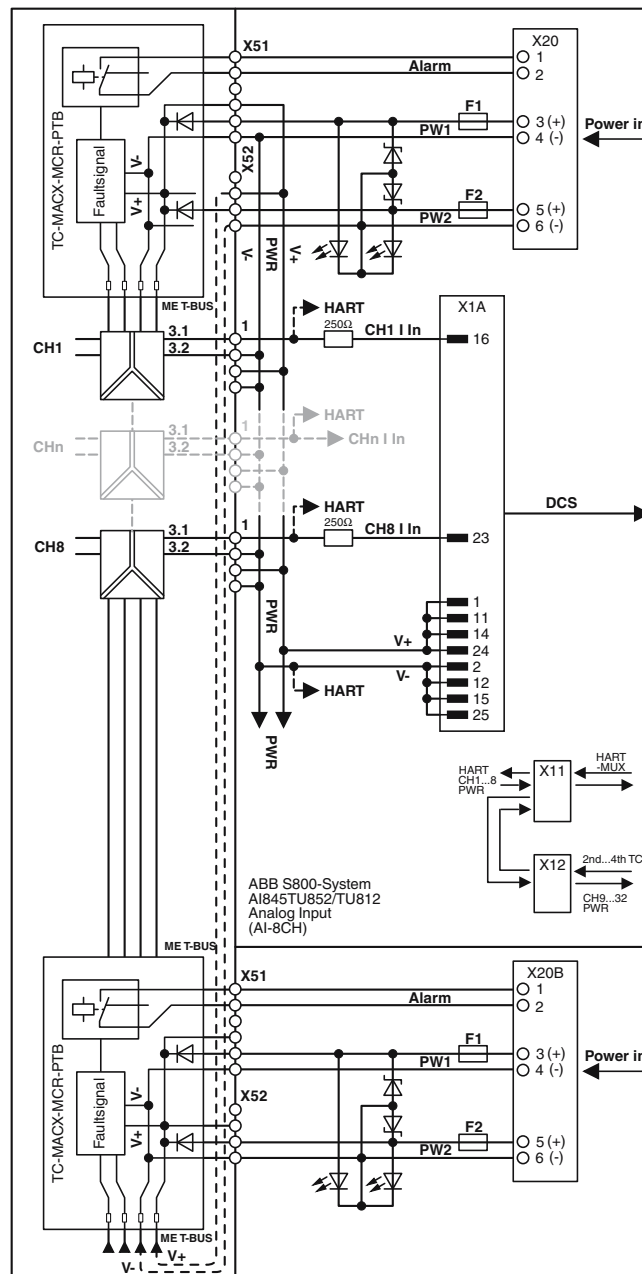 X51
X20
1
Alarm
2
F1
3 (+)
Power in
PW1
4 (-)
TC-MACX-MCR-PTB
Faultsignal
V-
V+
X52
F2
5 (+)
PW2
6 (-)
V-
PWR
V+
ME T-BUS
HART
X1A
CH1
3.1
3.2
1
250Ω
CH1 I In
16
HART
CHn
3.1
3.2
1
CHn I In
HART
DCS
CH8
3.1
3.2
1
250Ω
CH8 I In
23
PWR
1
11
14
V+
24
V-
2
12
15
25
HART
PWR
HART
CH1...8
PWR
X11
HART
-MUX
X12
2nd...4th TC
CH9...32
PWR
ABB S800-System
AI845TU852/TU812
Analog Input
(AI-8CH)
ME T-BUS
X51
X20B
1
Alarm
2
F1
3 (+)
Power in
PW1
4 (-)
TC-MACX-MCR-PTB
Faultsignal
V-
V+
X52
F2
5 (+)
PW2
6 (-)
ME T-BUS
V-
V+